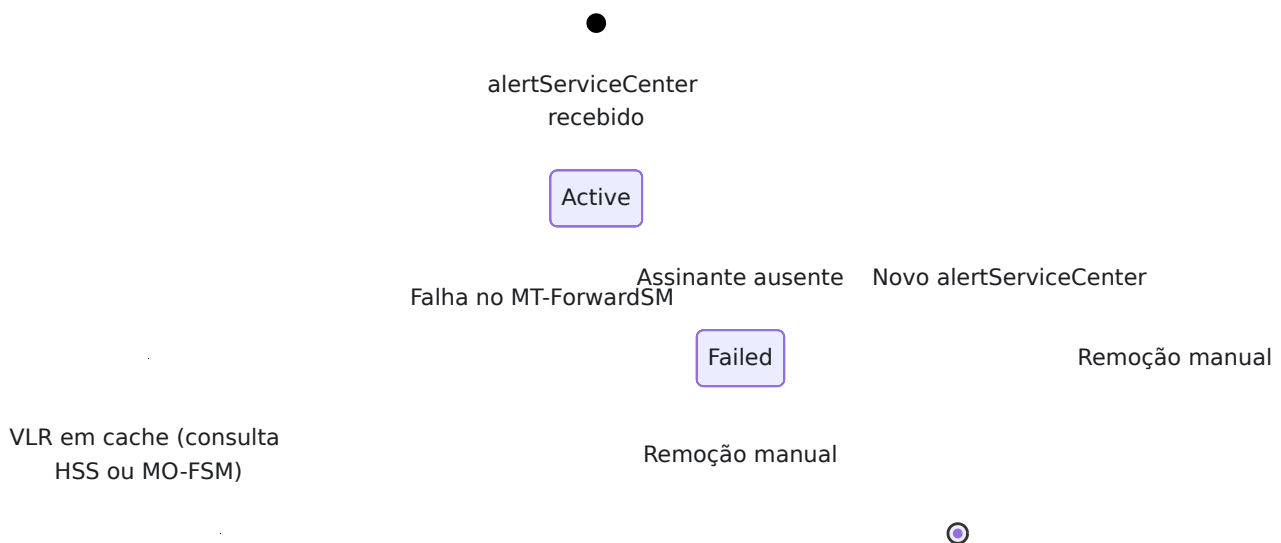 alertServiceCenter
recebido
Active
Assinante ausente
Novo alertServiceCenter
Falha no MT-ForwardSM
Failed
Remoção manual
VLR em cache (consulta
HSS ou MO-FSM)
Remoção manual